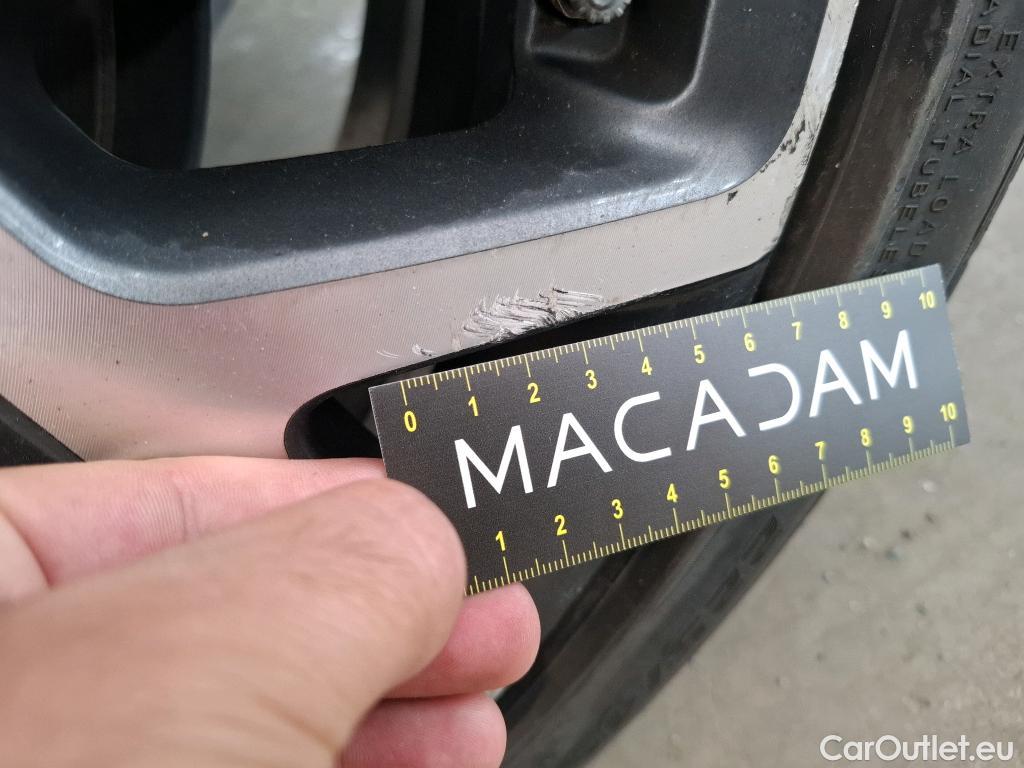 EXTRA LOAD
RADIAL TUBELE
0 1 2 3 4 5 6 7 8 9 10
MACADAM
1 2 3 4 5 6 7 8 9 10
CarOutlet.eu